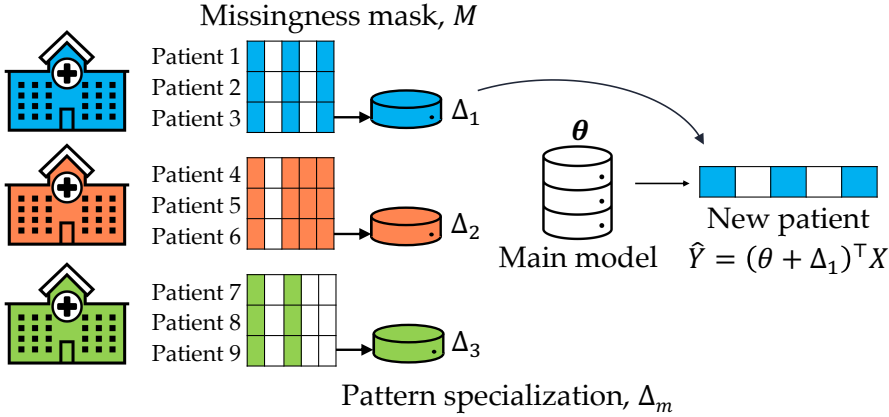 Missingness mask, M
Patient 1
Patient 2
Patient 3
Δ₁
Patient 4
Patient 5
Patient 6
Δ₂
Patient 7
Patient 8
Patient 9
Δ₃
Pattern specialization, Δₘ
θ
Main model
New patient
Ŷ = (θ + Δ₁)ᵀX